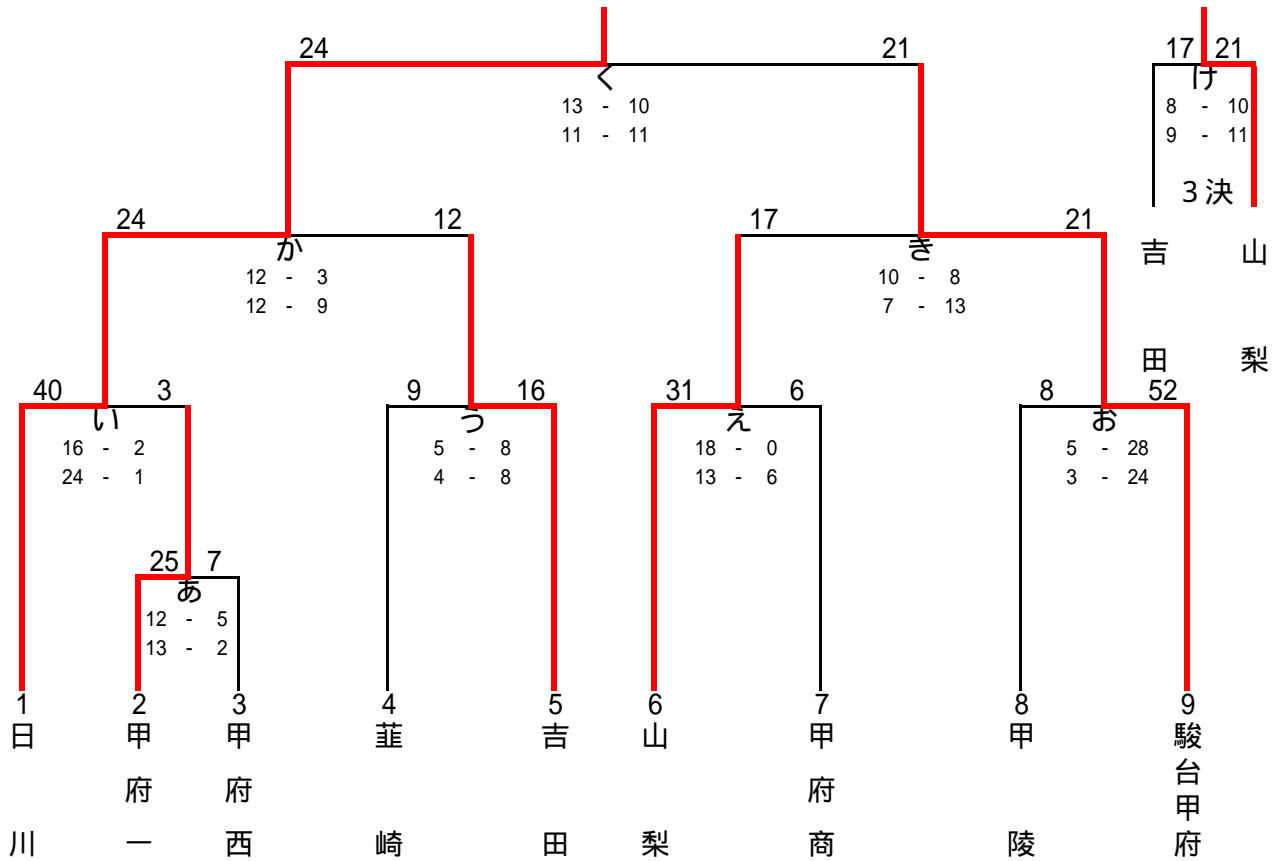 24 21 17 21
く け
13 - 10 8 - 10
11 - 11 9 - 11
3決
24 12 17 21
か き 吉田 山梨
12 - 3 10 - 8
12 - 9 7 - 13
40 3 9 16 31 6 8 52
い う え お
16 - 2 5 - 8 18 - 0 5 - 28
24 - 1 4 - 8 13 - 6 3 - 24
25 7
あ
12 - 5
13 - 2
1 2 3 4 5 6 7 8 9
日川 甲府一 甲府西 韮崎 吉田 山梨 甲府商 甲陵 駿台甲府